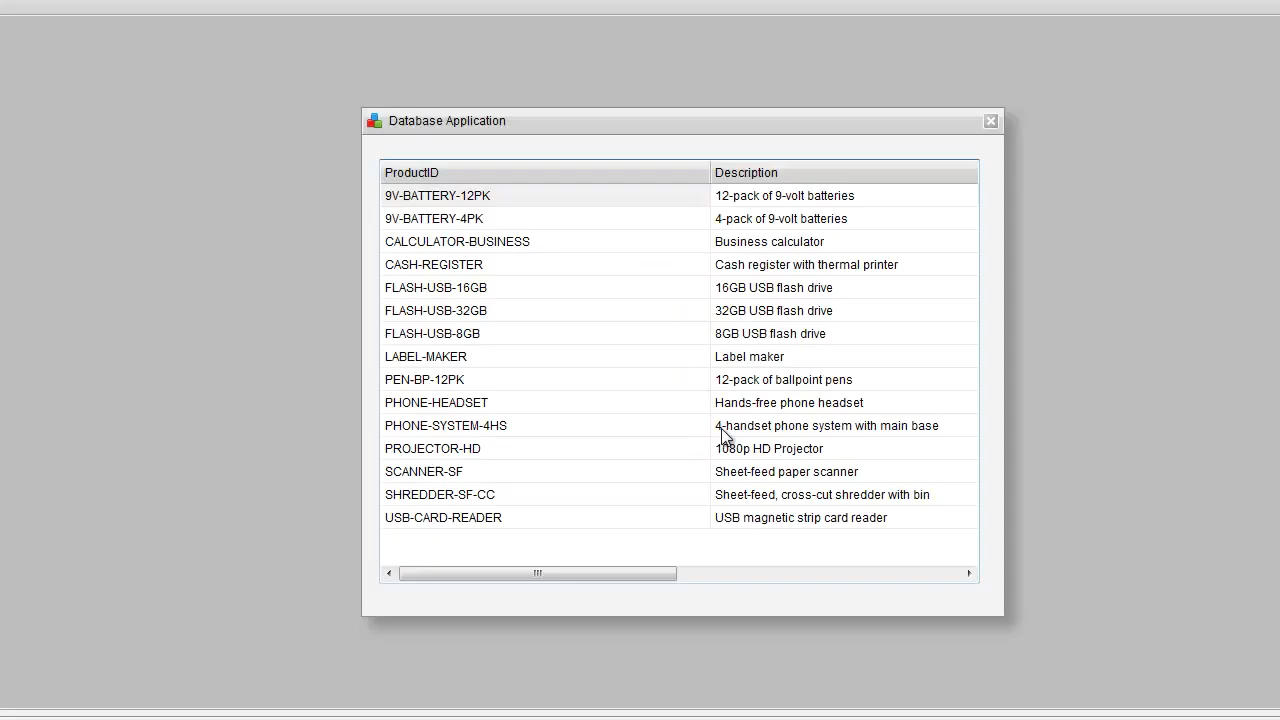 Database Application
ProductID Description
9V-BATTERY-12PK 12-pack of 9-volt batteries
9V-BATTERY-4PK 4-pack of 9-volt batteries
CALCULATOR-BUSINESS Business calculator
CASH-REGISTER Cash register with thermal printer
FLASH-USB-16GB 16GB USB flash drive
FLASH-USB-32GB 32GB USB flash drive
FLASH-USB-8GB 8GB USB flash drive
LABEL-MAKER Label maker
PEN-BP-12PK 12-pack of ballpoint pens
PHONE-HEADSET Hands-free phone headset
PHONE-SYSTEM-4HS 4-handset phone system with main base
PROJECTOR-HD 1080p HD Projector
SCANNER-SF Sheet-feed paper scanner
SHREDDER-SF-CC Sheet-feed, cross-cut shredder with bin
USB-CARD-READER USB magnetic strip card reader